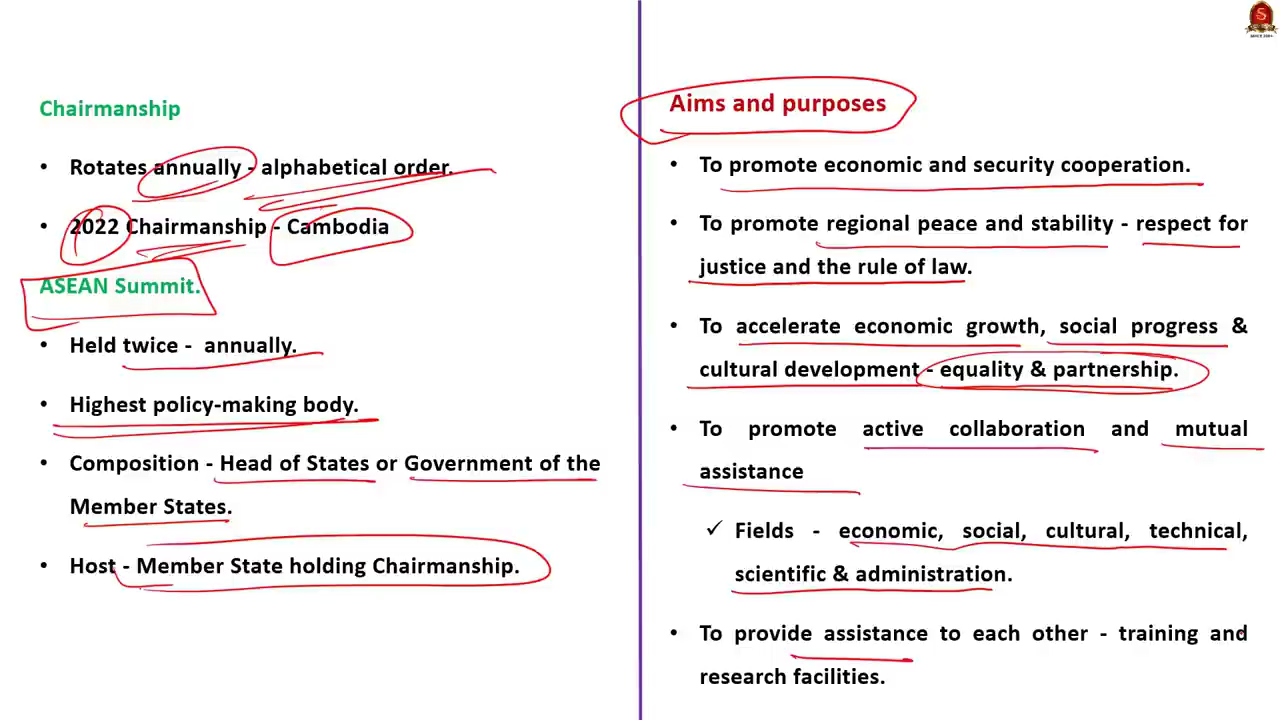 Chairmanship
• Rotates annually - alphabetical order.
• 2022 Chairmanship - Cambodia
ASEAN Summit.
• Held twice - annually.
• Highest policy-making body.
• Composition - Head of States or Government of the
Member States.
• Host - Member State holding Chairmanship.
Aims and purposes
• To promote economic and security cooperation.
• To promote regional peace and stability - respect for
justice and the rule of law.
• To accelerate economic growth, social progress &
cultural development - equality & partnership.
• To promote active collaboration and mutual
assistance
✓ Fields - economic, social, cultural, technical,
scientific & administration.
• To provide assistance to each other - training and
research facilities.